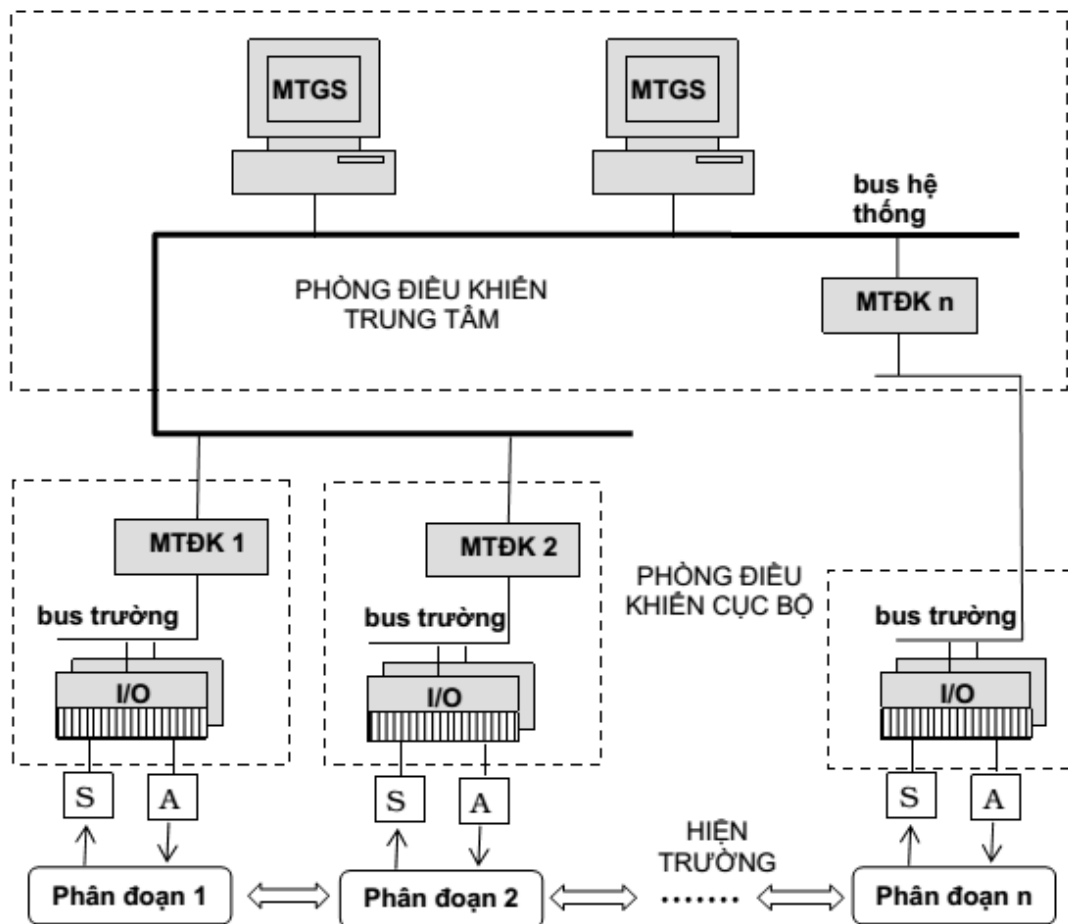 MTGS
MTGS
bus hệ
thống
PHÒNG ĐIỀU KHIỂN
TRUNG TÂM
MTĐK n
MTĐK 1
MTĐK 2
PHÒNG ĐIỀU
KHIỂN CỤC BỘ
bus trường
bus trường
bus trường
I/O
I/O
I/O
S
A
S
A
S
A
HIỆN
TRƯỜNG
Phân đoạn 1
Phân đoạn 2
.......
Phân đoạn n